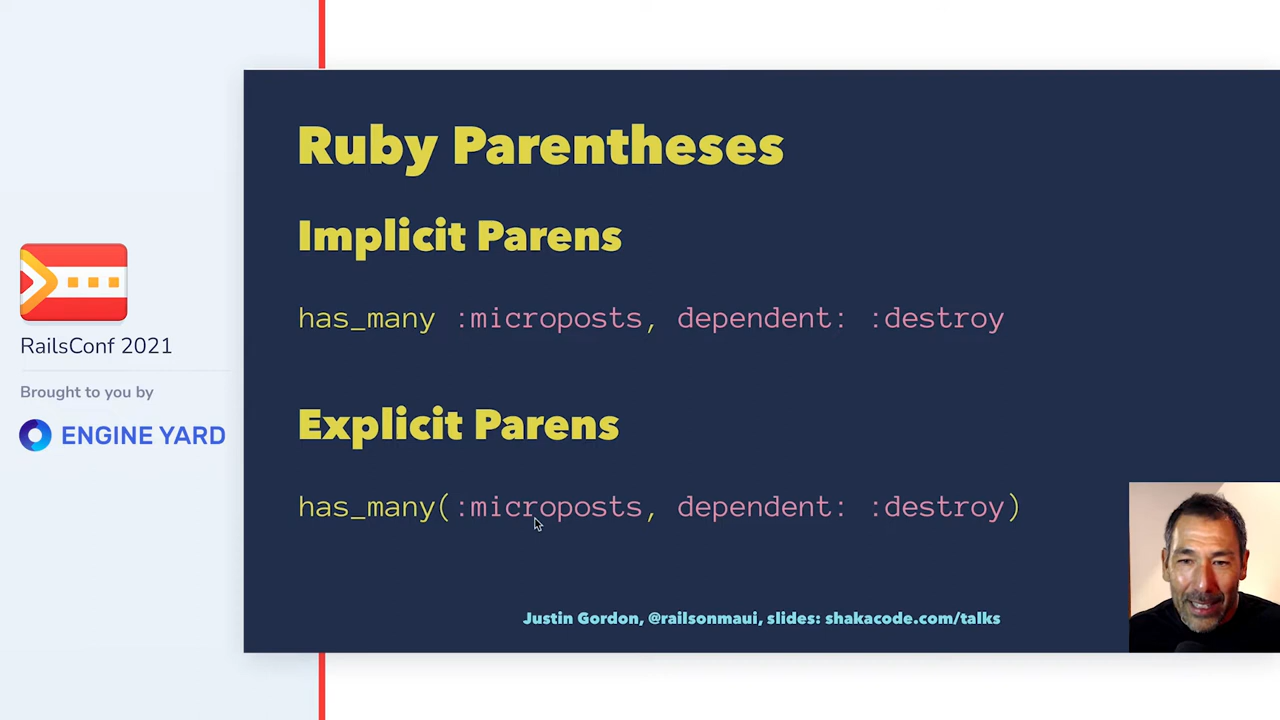 Ruby Parentheses
Implicit Parens
has_many :microposts, dependent: :destroy
Explicit Parens
has_many(:microposts, dependent: :destroy)
Justin Gordon, @railsonmaui, slides: shakacode.com/talks
RailsConf 2021
Brought to you by
ENGINE YARD